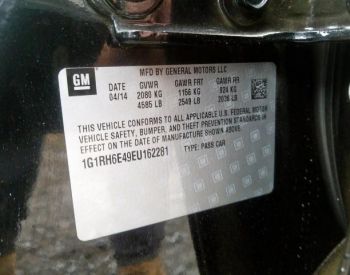 GM
MFD BY GENERAL MOTORS LLC
04/14 GVWR GAWR FR GAWR RR
2080 KG 1156 KG 924 KG
4585 LB 2549 LB 2036 LB
THIS VEHICLE CONFORMS TO ALL APPLICABLE U.S. FEDERAL MOTOR
VEHICLE SAFETY, BUMPER, AND THEFT PREVENTION STANDARDS IN
EFFECT ON THE DATE OF MANUFACTURE SHOWN ABOVE.
1G1RH6E49EU162281 TYPE: PASS CAR